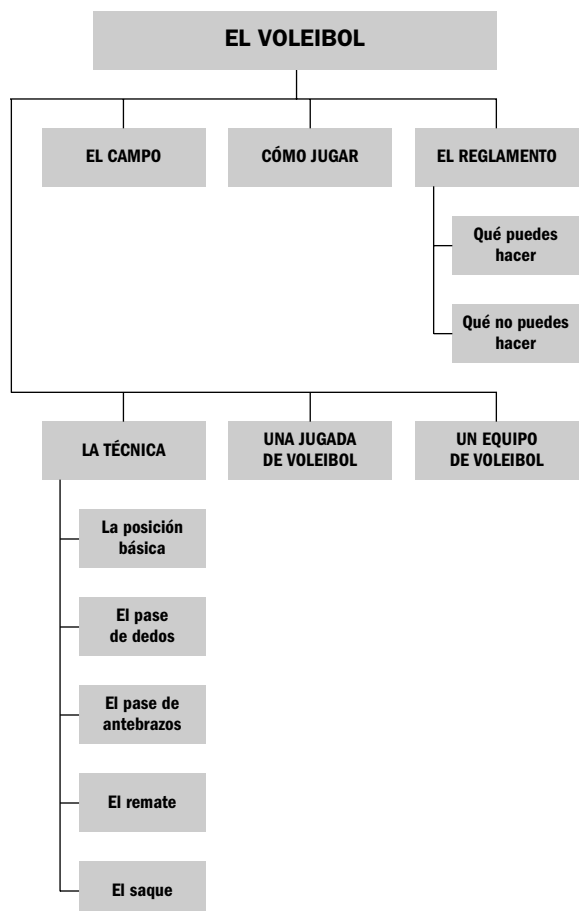 EL VOLEIBOL
EL CAMPO
CÓMO JUGAR
EL REGLAMENTO
Qué puedes
hacer
Qué no puedes
hacer
LA TÉCNICA
UNA JUGADA
DE VOLEIBOL
UN EQUIPO
DE VOLEIBOL
La posición
básica
El pase
de dedos
El pase de
antebrazos
El remate
El saque